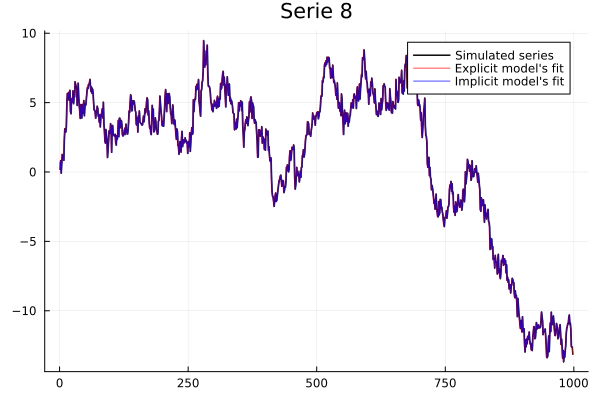 Serie 8
10
5
0
−5
−10
0
250
500
750
1000
Simulated series
Explicit model's fit
Implicit model's fit